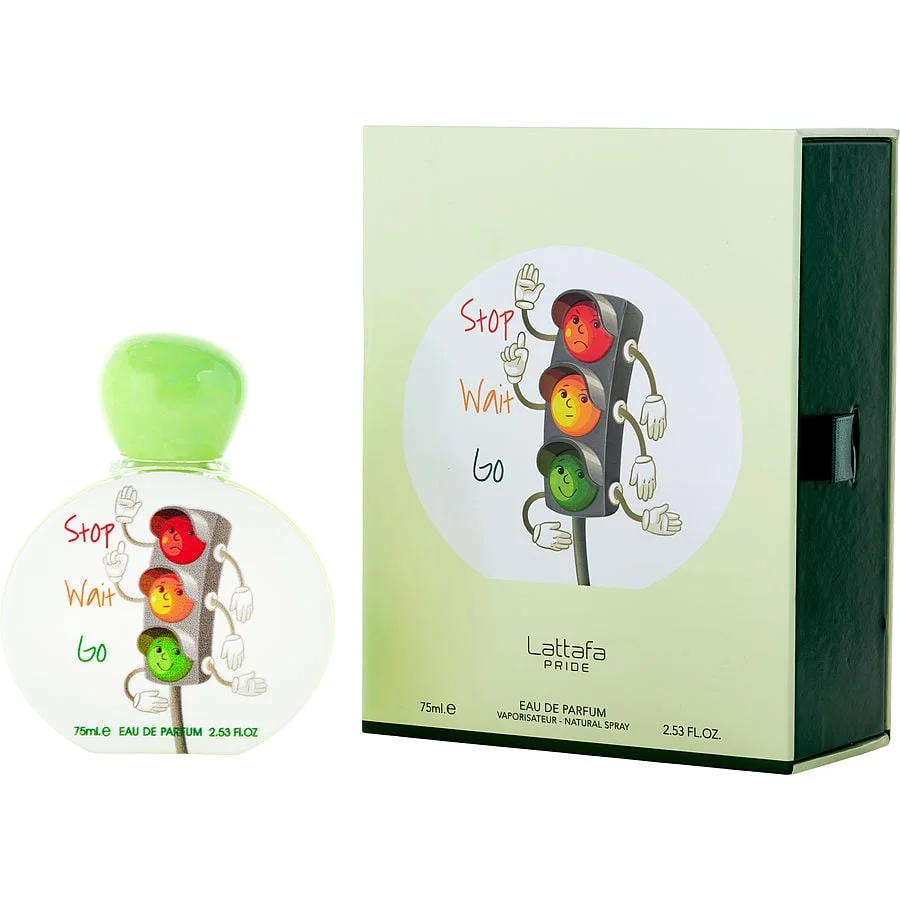 Stop
Wait
Go
75ml.e EAU DE PARFUM 2.53 FL.OZ
Stop
Wait
Go
Lattafa
PRIDE
75ml.e
EAU DE PARFUM
VAPORISATEUR - NATURAL SPRAY
2.53 FL.OZ.